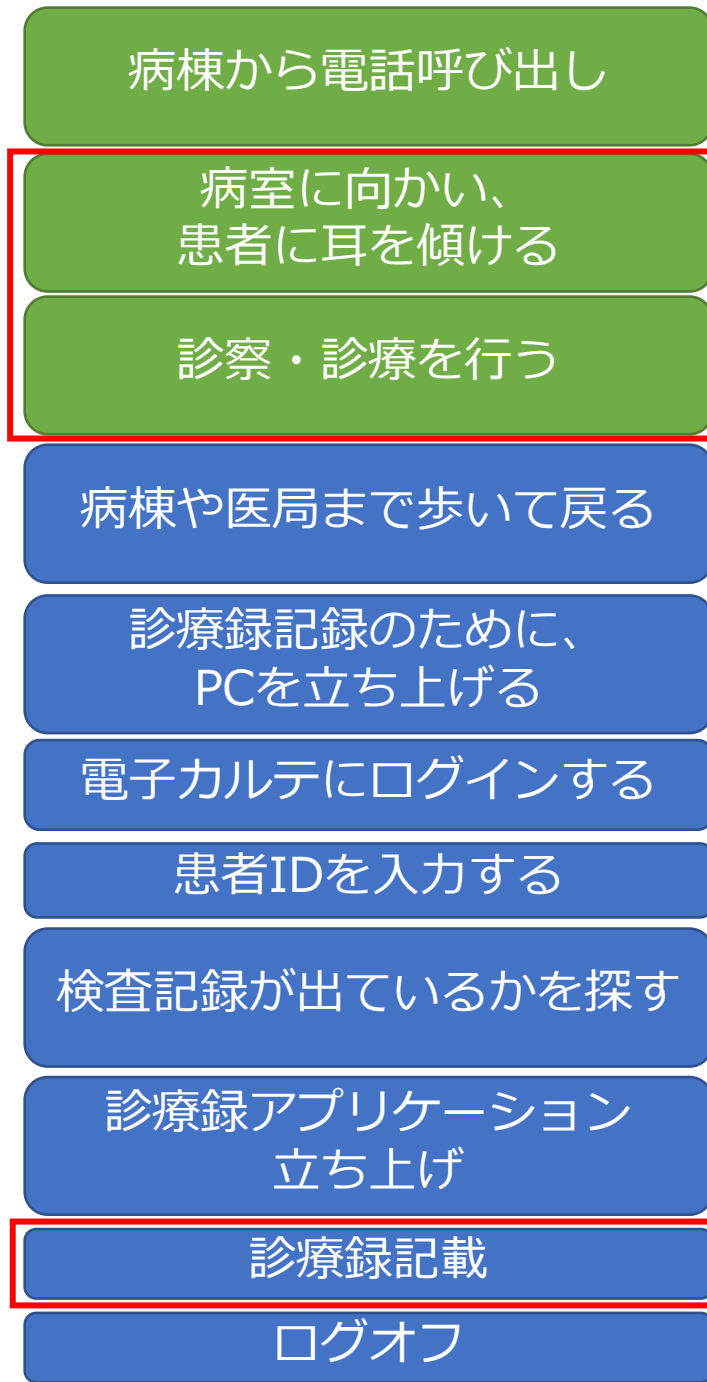 病棟から電話呼び出し
病室に向かい、
患者に耳を傾ける
診察・診療を行う
病棟や医局まで歩いて戻る
診療録記録のために、
PCを立ち上げる
電子カルテにログインする
患者IDを入力する
検査記録が出ているかを探す
診療録アプリケーション
立ち上げ
診療録記載
ログオフ